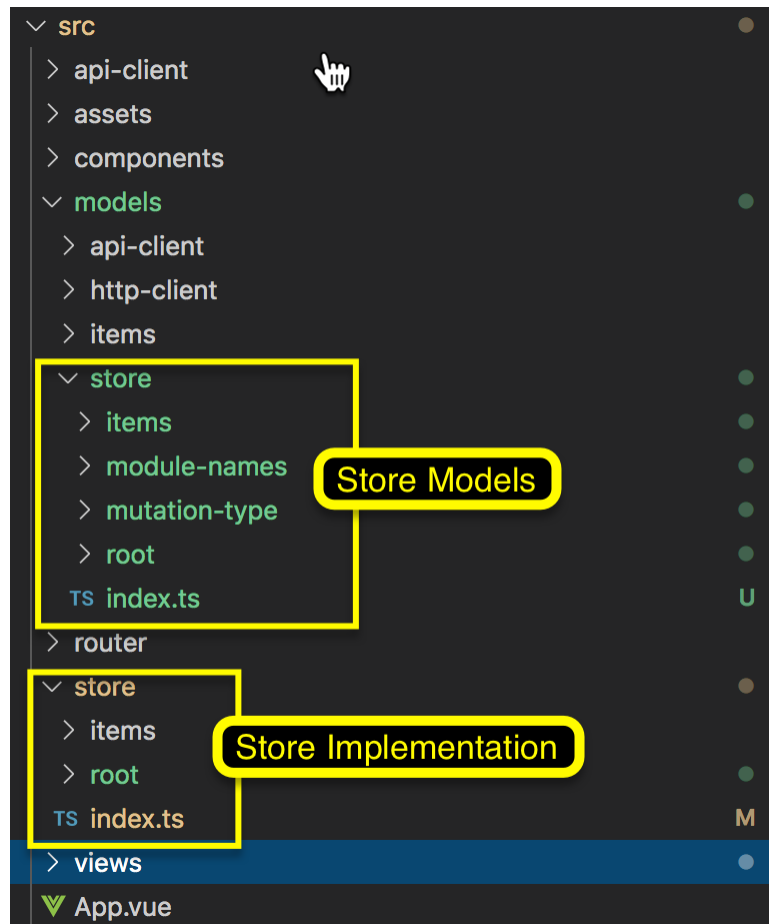 src
api-client
assets
components
models
api-client
http-client
items
store
items
module-names
Store Models
mutation-type
root
TS index.ts U
router
store
items
Store Implementation
root
TS index.ts M
views
App.vue